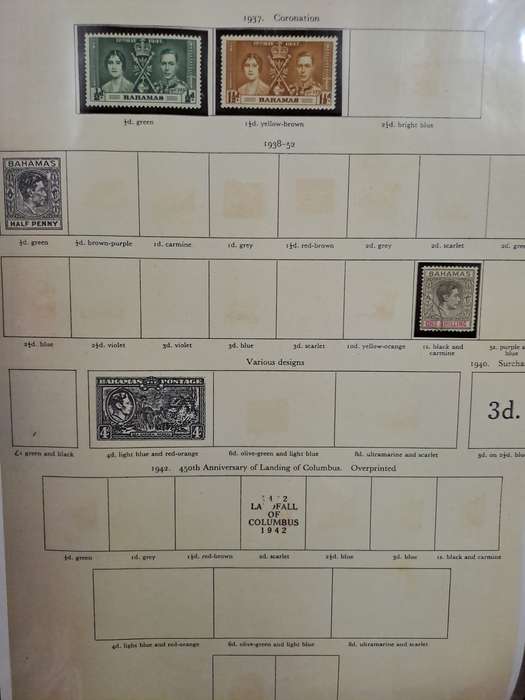 1937. Coronation
BAHAMAS BAHAMAS
½d. green 1½d. yellow-brown 2½d. bright blue
1938-52
BAHAMAS
HALF PENNY
½d. green ½d. brown-purple 1d. carmine 1d. grey 1½d. red-brown 2d. grey 2d. scarlet 2d. gre
BAHAMAS
ONE SHILLING
2½d. blue 2½d. violet 3d. violet 3d. blue 3d. scarlet 10d. yellow-orange 1s. black and carmine 5s. purple a
Various designs 1940. Surcha
BAHAMAS POSTAGE
4d
3d.
£1 green and black 4d. light blue and red-orange 6d. olive-green and light blue 8d. ultramarine and scarlet 3d. on 2½d. blue
1942. 450th Anniversary of Landing of Columbus. Overprinted
OF
COLUMBUS
1942
½d. green 1d. grey 1½d. red-brown 2d. scarlet 2½d. blue 3d. blue 1s. black and carmine
4d. light blue and red-orange 6d. olive-green and light blue 8d. ultramarine and scarlet